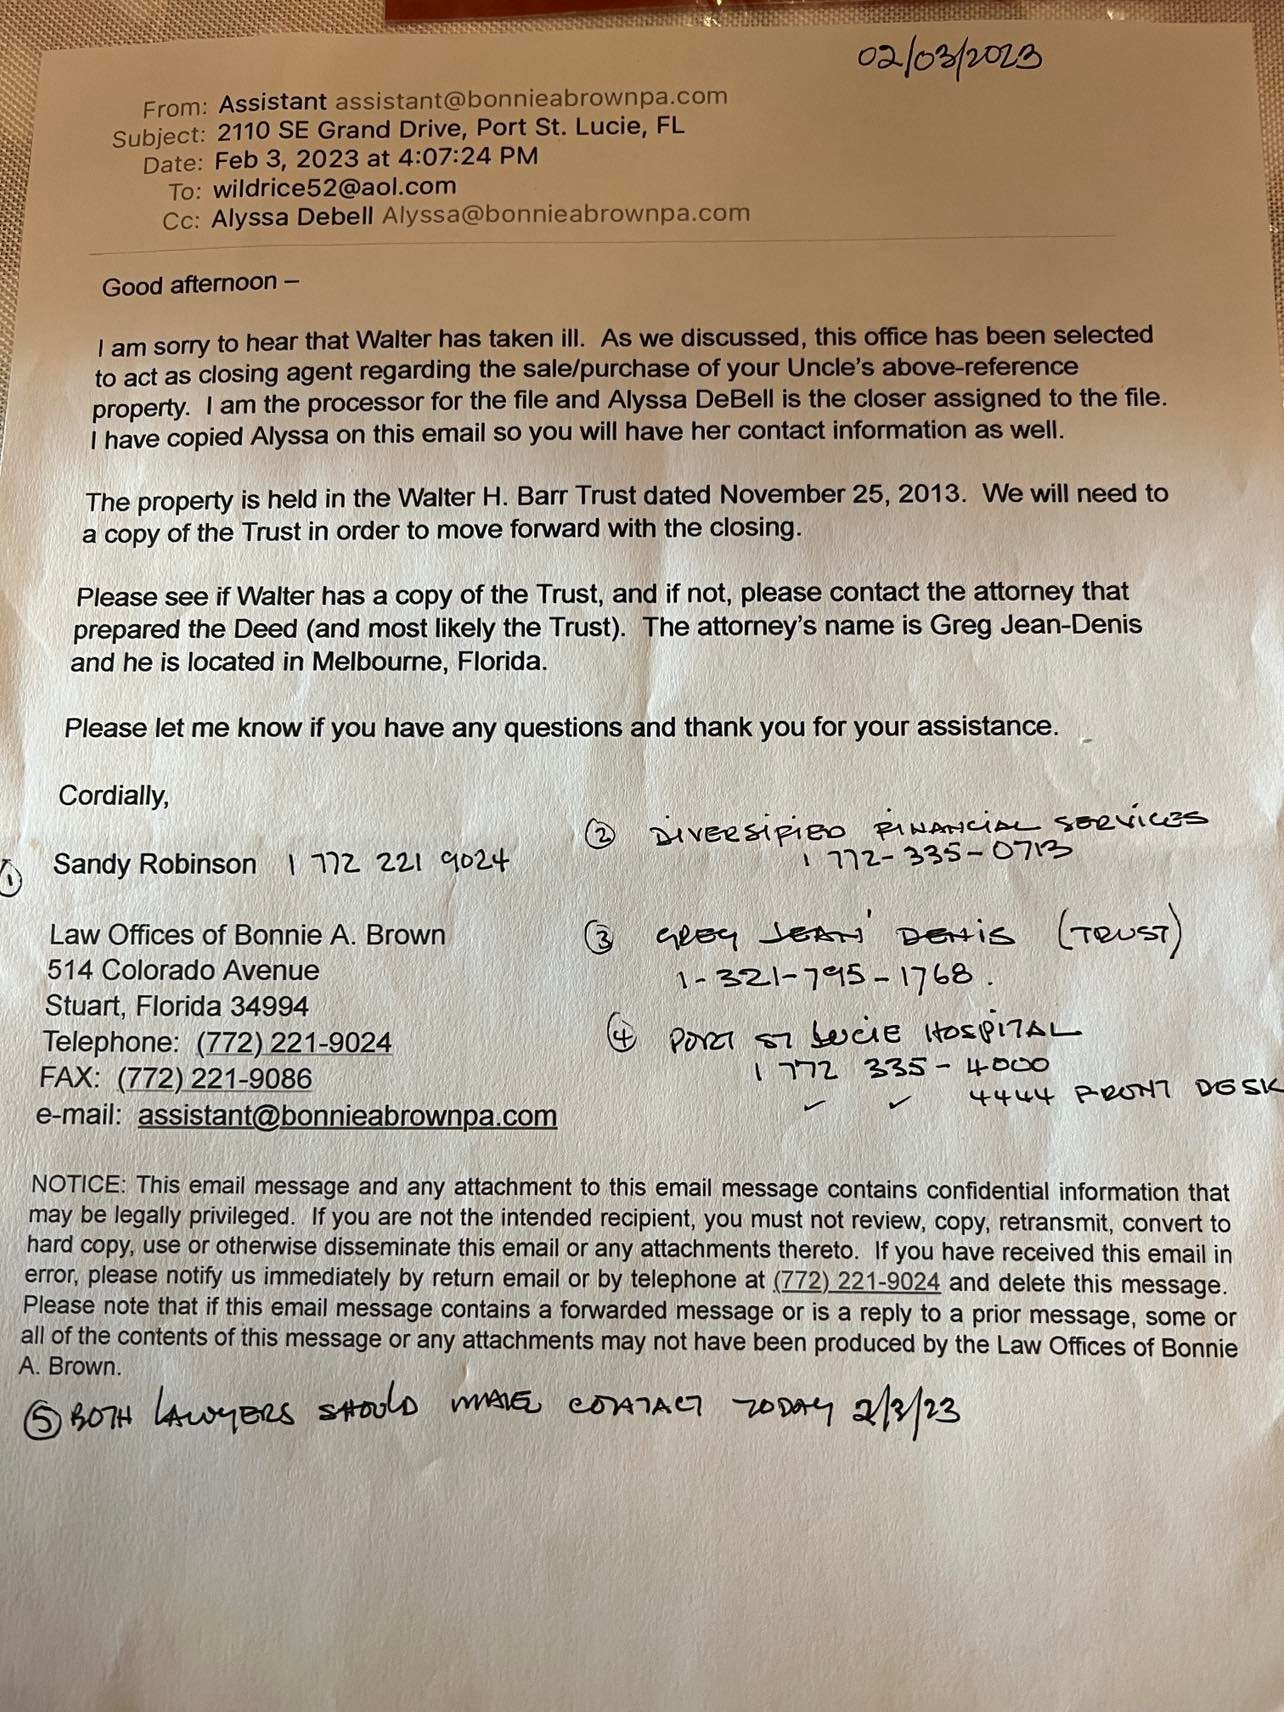 02/03/2023
From: Assistant assistant@bonnieabrownpa.com
Subject: 2110 SE Grand Drive, Port St. Lucie, FL
Date: Feb 3, 2023 at 4:07:24 PM
To: wildrice52@aol.com
Cc: Alyssa Debell Alyssa@bonnieabrownpa.com
Good afternoon –
I am sorry to hear that Walter has taken ill. As we discussed, this office has been selected
to act as closing agent regarding the sale/purchase of your Uncle's above-reference
property. I am the processor for the file and Alyssa DeBell is the closer assigned to the file.
I have copied Alyssa on this email so you will have her contact information as well.
The property is held in the Walter H. Barr Trust dated November 25, 2013. We will need to
a copy of the Trust in order to move forward with the closing.
Please see if Walter has a copy of the Trust, and if not, please contact the attorney that
prepared the Deed (and most likely the Trust). The attorney's name is Greg Jean-Denis
and he is located in Melbourne, Florida.
Please let me know if you have any questions and thank you for your assistance.
Cordially,
① Sandy Robinson 1 772 221 9024
Law Offices of Bonnie A. Brown
514 Colorado Avenue
Stuart, Florida 34994
Telephone: (772) 221-9024
FAX: (772) 221-9086
e-mail: assistant@bonnieabrownpa.com
② DIVERSIFIED FINANCIAL SERVICES
1 772-335-0713
③ GREG JEAN' DENIS (TRUST)
1-321-795-1768.
④ PORT ST LUCIE HOSPITAL
1 772 335-4000
✓ ✓ 4444 FRONT DESK
NOTICE: This email message and any attachment to this email message contains confidential information that
may be legally privileged. If you are not the intended recipient, you must not review, copy, retransmit, convert to
hard copy, use or otherwise disseminate this email or any attachments thereto. If you have received this email in
error, please notify us immediately by return email or by telephone at (772) 221-9024 and delete this message.
Please note that if this email message contains a forwarded message or is a reply to a prior message, some or
all of the contents of this message or any attachments may not have been produced by the Law Offices of Bonnie
A. Brown.
⑤ BOTH LAWYERS SHOULD MAKE CONTACT TODAY 2/3/23